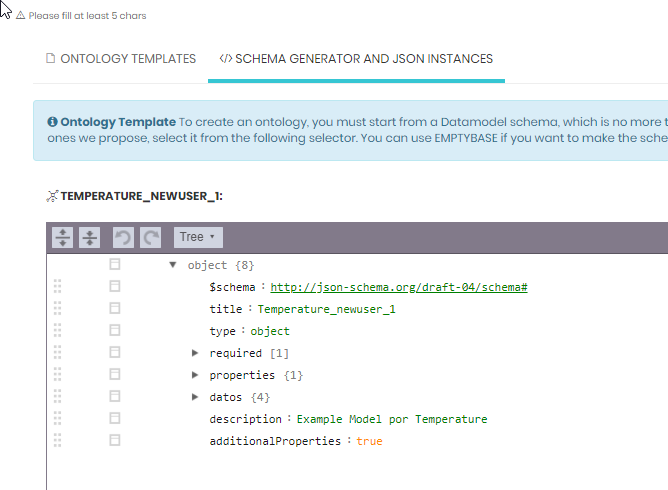 Please fill at least 5 chars
ONTOLOGY TEMPLATES
SCHEMA GENERATOR AND JSON INSTANCES
Ontology Template To create an ontology, you must start from a Datamodel schema, which is no more t
ones we propose, select it from the following selector. You can use EMPTYBASE if you want to make the sche
TEMPERATURE_NEWUSER_1:
Tree
object {8}
$schema : http://json-schema.org/draft-04/schema#
title : Temperature_newuser_1
type : object
required [1]
properties {1}
datos {4}
description : Example Model por Temperature
additionalProperties : true